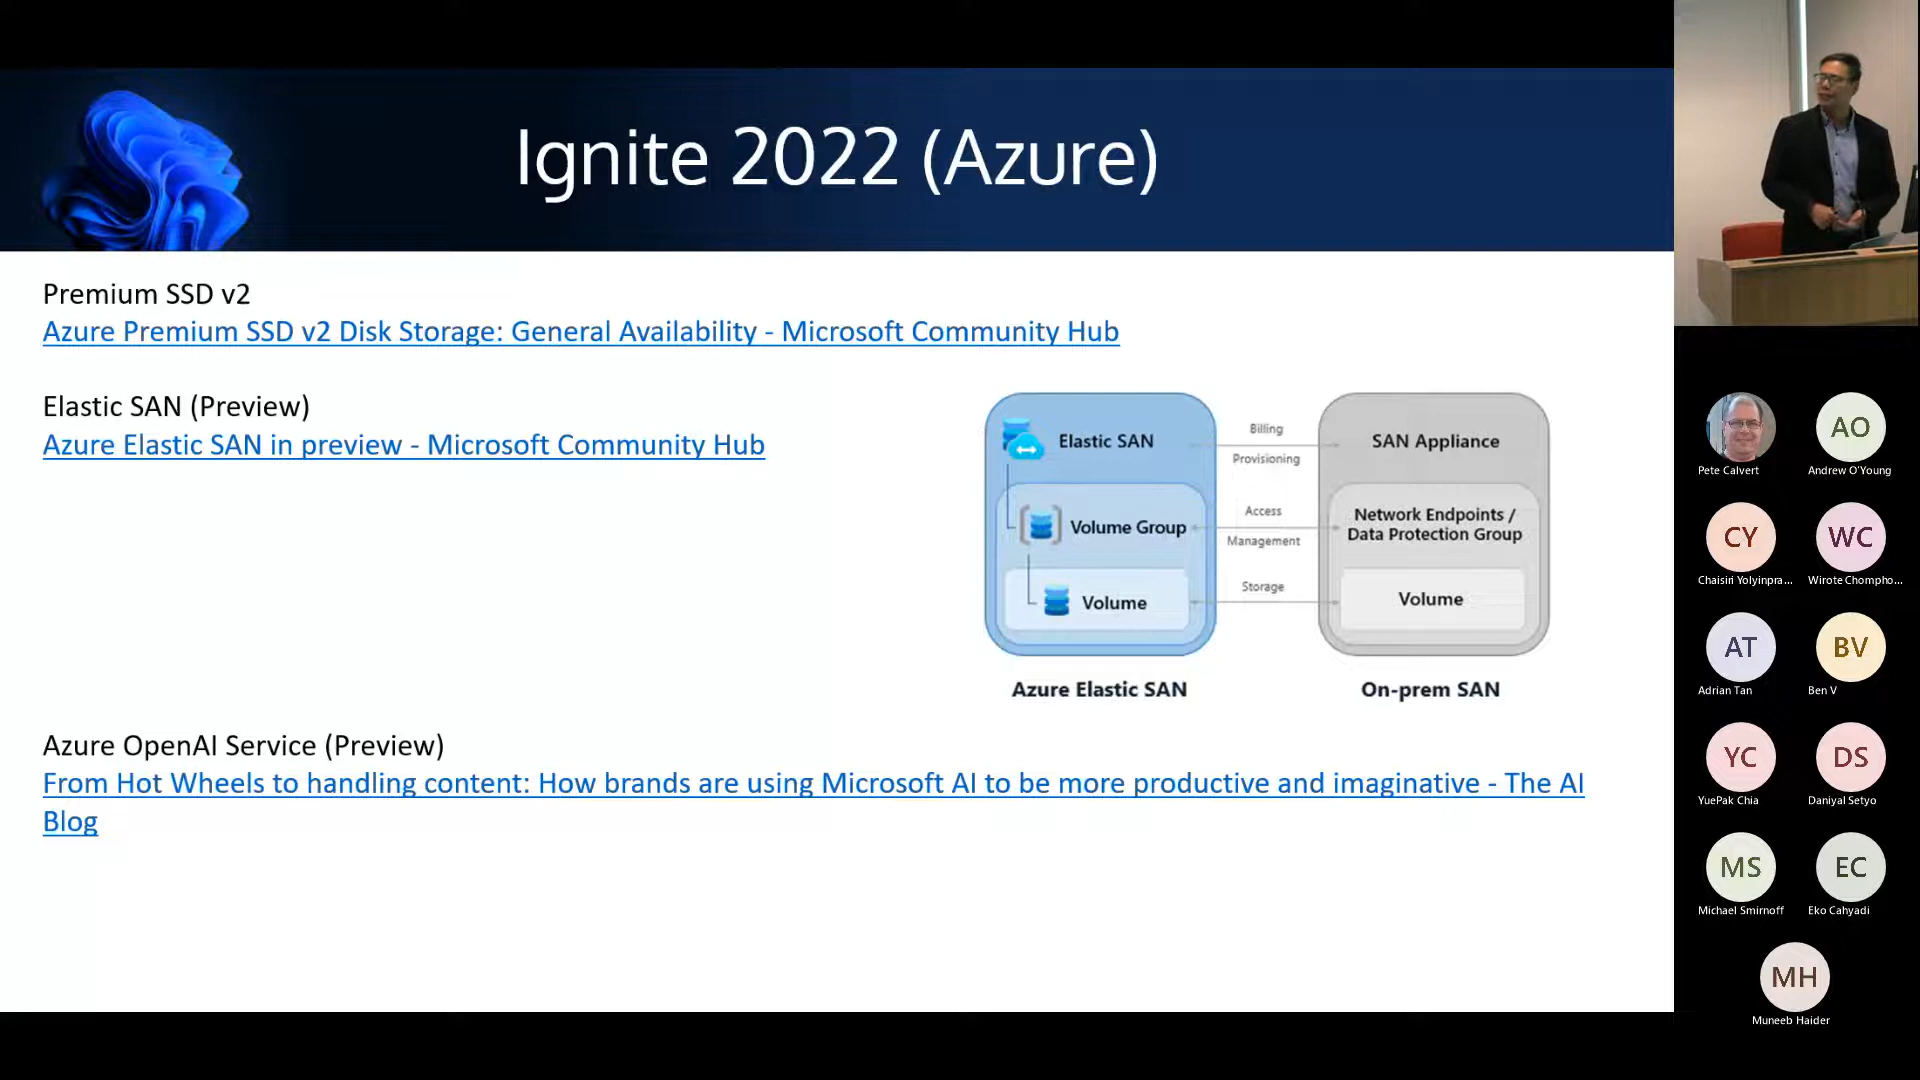 Ignite 2022 (Azure)
Premium SSD v2
Azure Premium SSD v2 Disk Storage: General Availability - Microsoft Community Hub
Elastic SAN (Preview)
Azure Elastic SAN in preview - Microsoft Community Hub
Elastic SAN
Billing
Provisioning
SAN Appliance
Volume Group
Access
Management
Network Endpoints /
Data Protection Group
Volume
Storage
Volume
Azure Elastic SAN
On-prem SAN
Azure OpenAI Service (Preview)
From Hot Wheels to handling content: How brands are using Microsoft AI to be more productive and imaginative - The AI
Blog
Pete Calvert
AO
Andrew O'Young
CY
Chaisiri Yolyinpra...
WC
Wirote Chompho...
AT
Adrian Tan
BV
Ben V
YC
YuePak Chia
DS
Daniyal Setyo
MS
Michael Smirnoff
EC
Eko Cahyadi
MH
Muneeb Haider